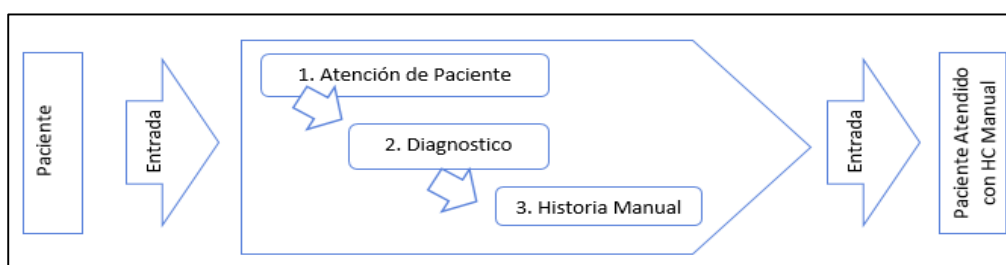 Paciente
Entrada
1. Atención de Paciente
2. Diagnostico
3. Historia Manual
Entrada
Paciente Atendido
con HC Manual